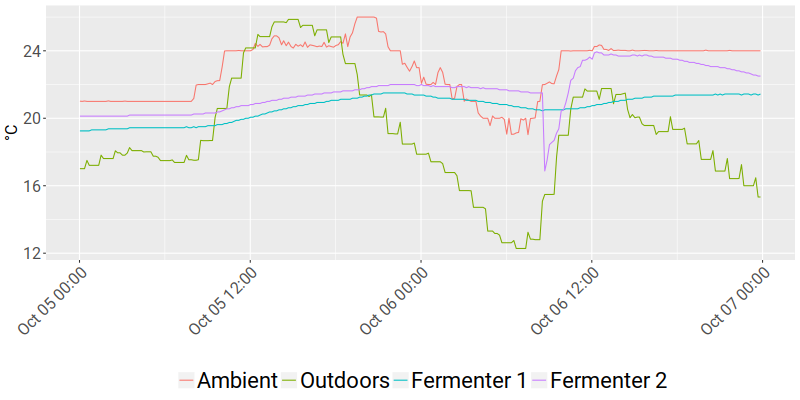 °C
24
20
16
12
Oct 05 00:00
Oct 05 12:00
Oct 06 00:00
Oct 06 12:00
Oct 07 00:00
Ambient Outdoors Fermenter 1 Fermenter 2